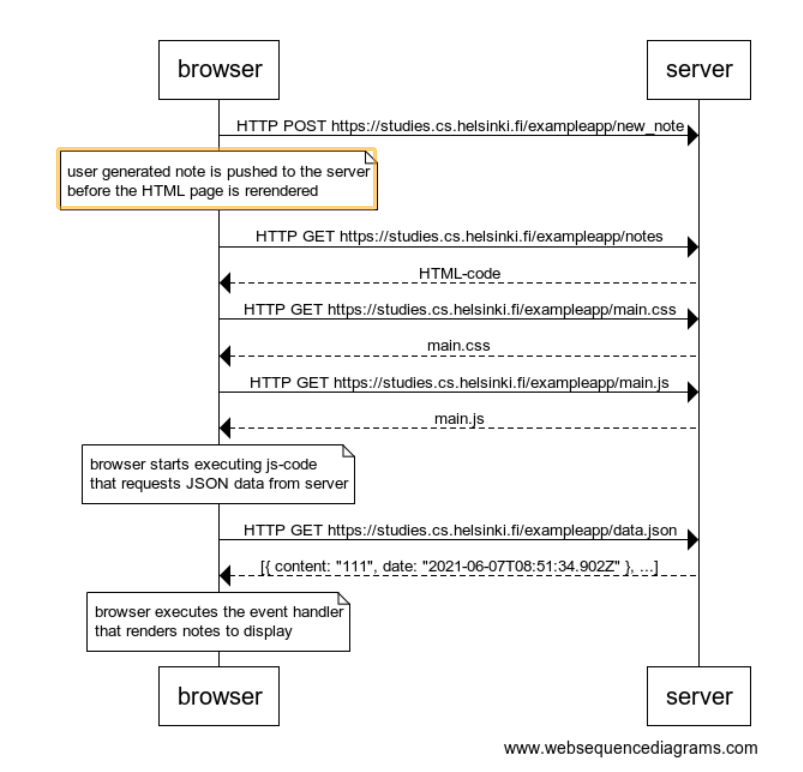 browser
server
HTTP POST https://studies.cs.helsinki.fi/exampleapp/new_note
user generated note is pushed to the server
before the HTML page is rerendered
HTTP GET https://studies.cs.helsinki.fi/exampleapp/notes
HTML-code
HTTP GET https://studies.cs.helsinki.fi/exampleapp/main.css
main.css
HTTP GET https://studies.cs.helsinki.fi/exampleapp/main.js
main.js
browser starts executing js-code
that requests JSON data from server
HTTP GET https://studies.cs.helsinki.fi/exampleapp/data.json
[{ content: "111", date: "2021-06-07T08:51:34.902Z" }, ...]
browser executes the event handler
that renders notes to display
browser
server
www.websequencediagrams.com